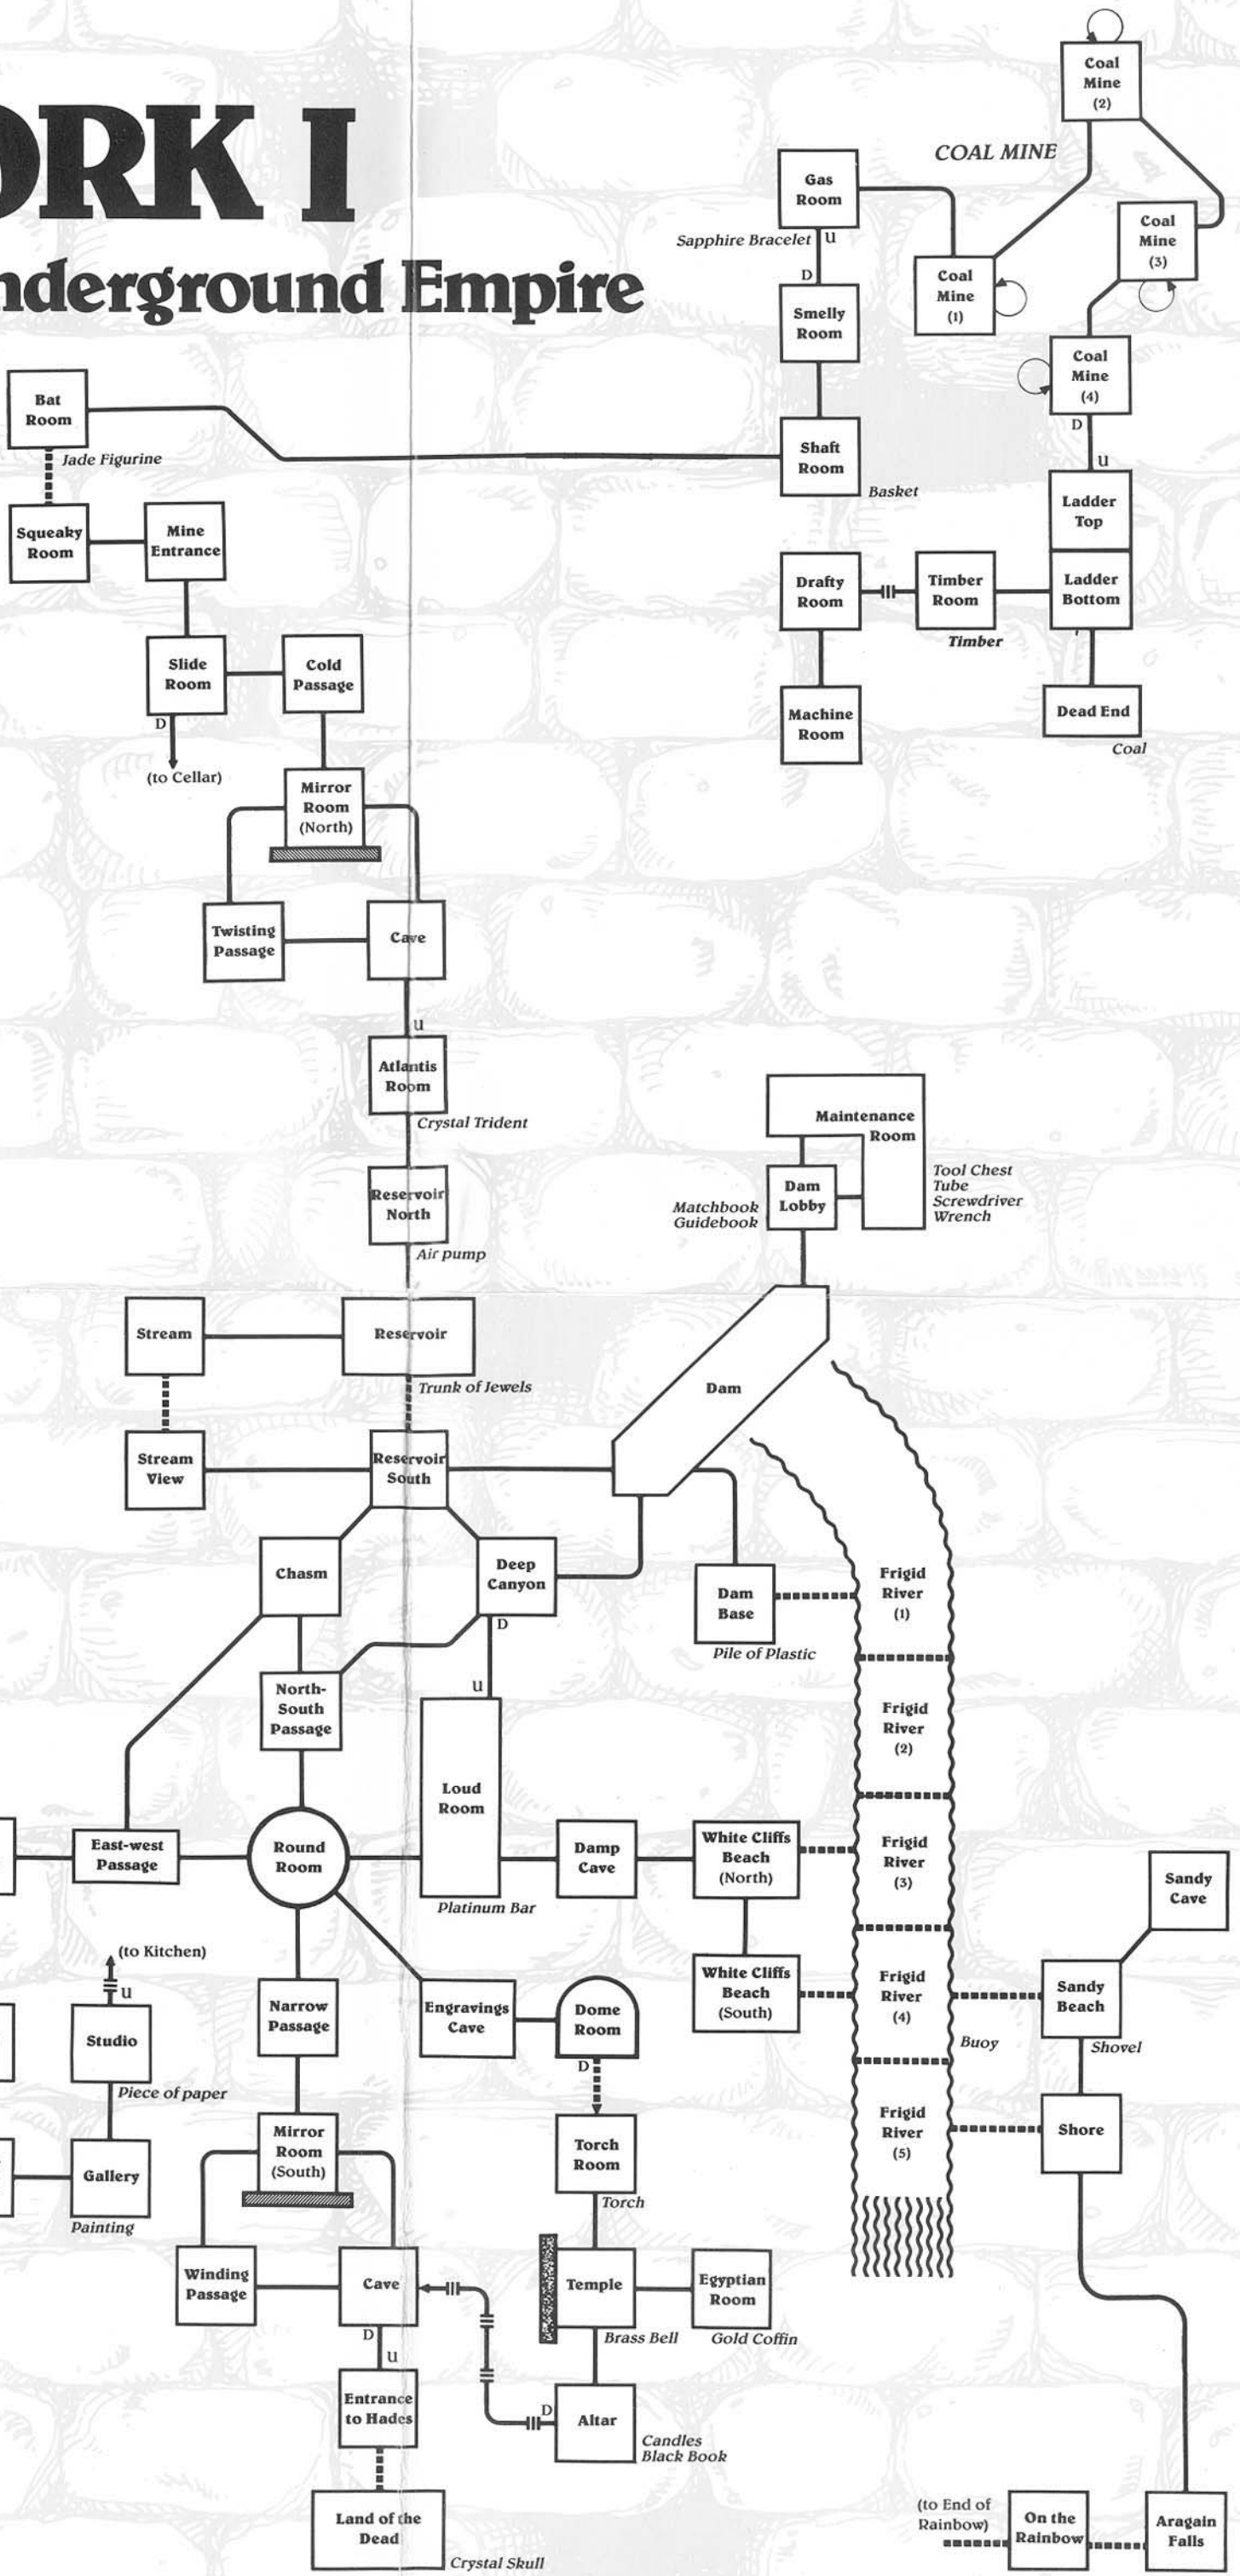 ORK I
nderground Empire
COAL MINE
Coal
Mine
(2)
Gas
Room
Sapphire Bracelet
U
D
Coal
Mine
(3)
Coal
Mine
(1)
Smelly
Room
Coal
Mine
(4)
D
U
Bat
Room
Jade Figurine
Shaft
Room
Basket
Ladder
Top
Squeaky
Room
Mine
Entrance
Drafty
Room
Timber
Room
Timber
Ladder
Bottom
Slide
Room
D
(to Cellar)
Cold
Passage
Machine
Room
Dead End
Coal
Mirror
Room
(North)
Twisting
Passage
Cave
U
Atlantis
Room
Crystal Trident
Maintenance
Room
Reservoir
North
Air pump
Matchbook
Guidebook
Dam
Lobby
Tool Chest
Tube
Screwdriver
Wrench
Stream
Reservoir
Trunk of Jewels
Dam
Stream
View
Reservoir
South
Chasm
Deep
Canyon
D
Dam
Base
Pile of Plastic
Frigid
River
(1)
North-
South
Passage
U
Frigid
River
(2)
Loud
Room
Platinum Bar
East-west
Passage
Round
Room
Damp
Cave
White Cliffs
Beach
(North)
Frigid
River
(3)
Sandy
Cave
(to Kitchen)
U
Studio
Piece of paper
Narrow
Passage
Engravings
Cave
Dome
Room
D
White Cliffs
Beach
(South)
Frigid
River
(4)
Buoy
Sandy
Beach
Shovel
Gallery
Painting
Mirror
Room
(South)
Torch
Room
Torch
Frigid
River
(5)
Shore
Winding
Passage
Cave
D
U
Temple
Brass Bell
Egyptian
Room
Gold Coffin
Entrance
to Hades
D
Altar
Candles
Black Book
Land of the
Dead
Crystal Skull
(to End of
Rainbow)
On the
Rainbow
Aragain
Falls